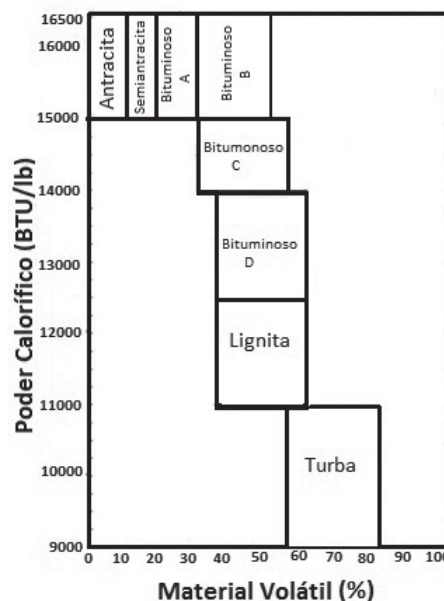 16500
16000
15000
14000
13000
12000
11000
10000
9000
Poder Calorífico (BTU/lb)
Antracita
Semiantracita
Bituminoso
A
Bituminoso
B
Bitumonoso
C
Bituminoso
D
Lignita
Turba
0 10 20 30 40 50 60 70 80 90 100
Material Volátil (%)